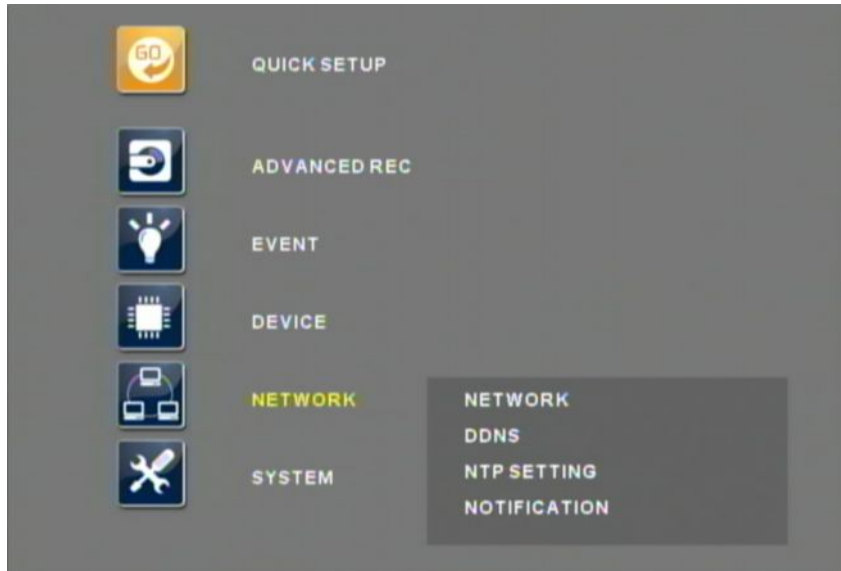 GO
QUICK SETUP
ADVANCED REC
EVENT
DEVICE
NETWORK
NETWORK
DDNS
NTP SETTING
NOTIFICATION
SYSTEM